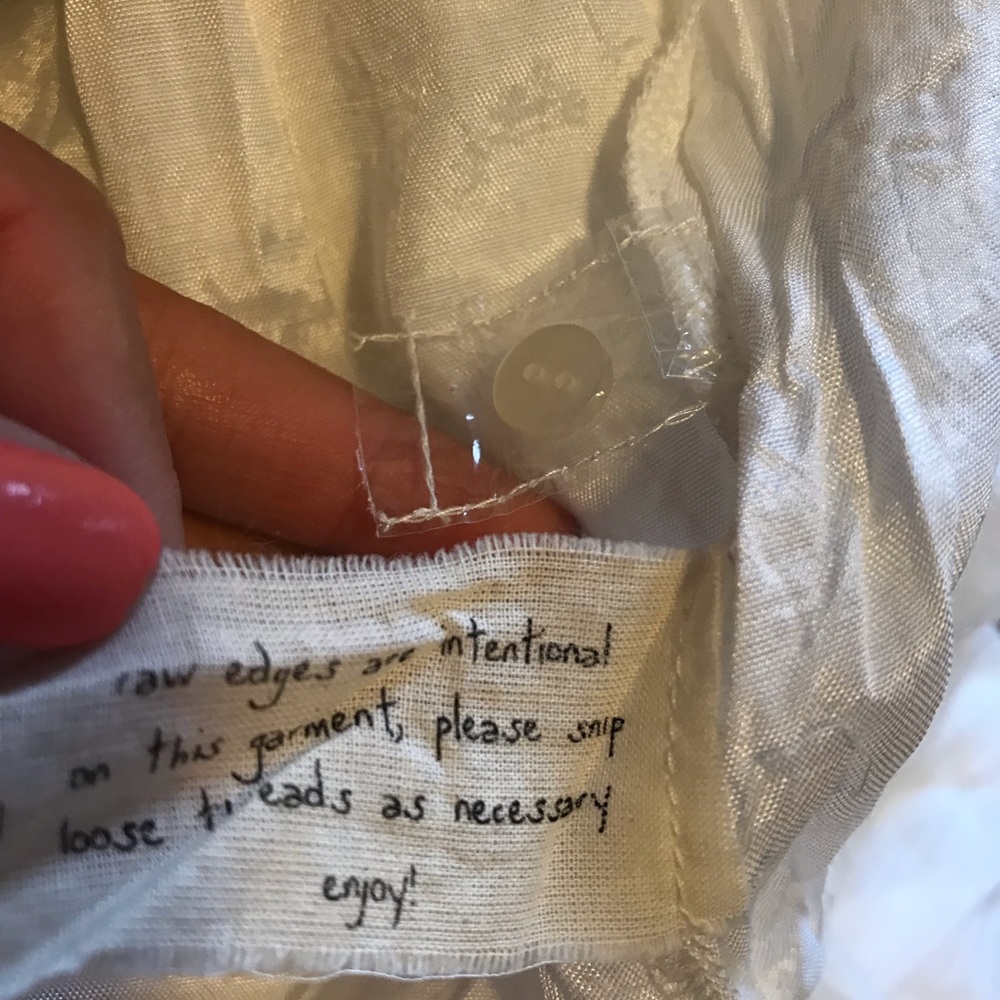 raw edges are intentional
on this garment, please snip
loose threads as necessary
enjoy!